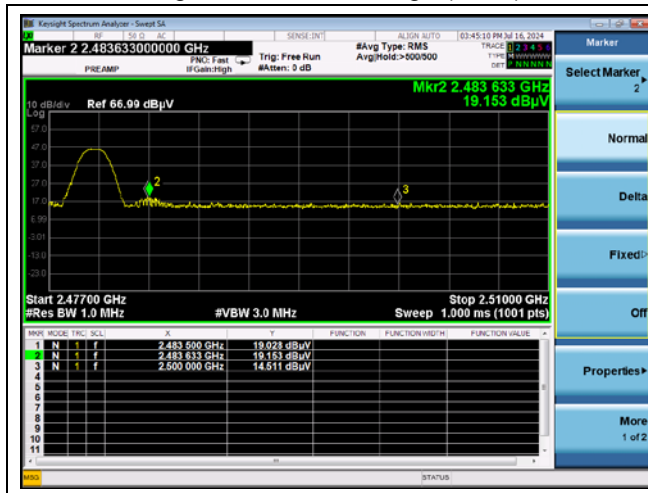 Keysight Spectrum Analyzer - Swept SA
RF 50 Ω AC SENSE:INT ALIGN AUTO 03:45:10 PM Jul 16, 2024
Marker 2 2.483633000000 GHz
PREAMP
PNO: Fast
IFGain:High
Trig: Free Run
#Atten: 0 dB
#Avg Type: RMS
Avg|Hold:>500/500
TRACE 1 2 3 4 5 6
TYPE
DET P N N N N N
Mkr2 2.483 633 GHz
19.153 dBµV
10 dB/div Ref 66.99 dBµV
Log
57.0
47.0
37.0
27.0
17.0
6.99
-3.01
-13.0
-23.0
2
3
Start 2.47700 GHz
Stop 2.51000 GHz
#Res BW 1.0 MHz #VBW 3.0 MHz Sweep 1.000 ms (1001 pts)
MKR MODE TRC SCL X Y FUNCTION FUNCTION WIDTH FUNCTION VALUE
1 N 1 f 2.483 500 GHz 19.028 dBµV
2 N 1 f 2.483 633 GHz 19.153 dBµV
3 N 1 f 2.500 000 GHz 14.511 dBµV
4
5
6
7
8
9
10
11
MSG STATUS
Marker
Select Marker
2
Normal
Delta
Fixed
Off
Properties
More
1 of 2